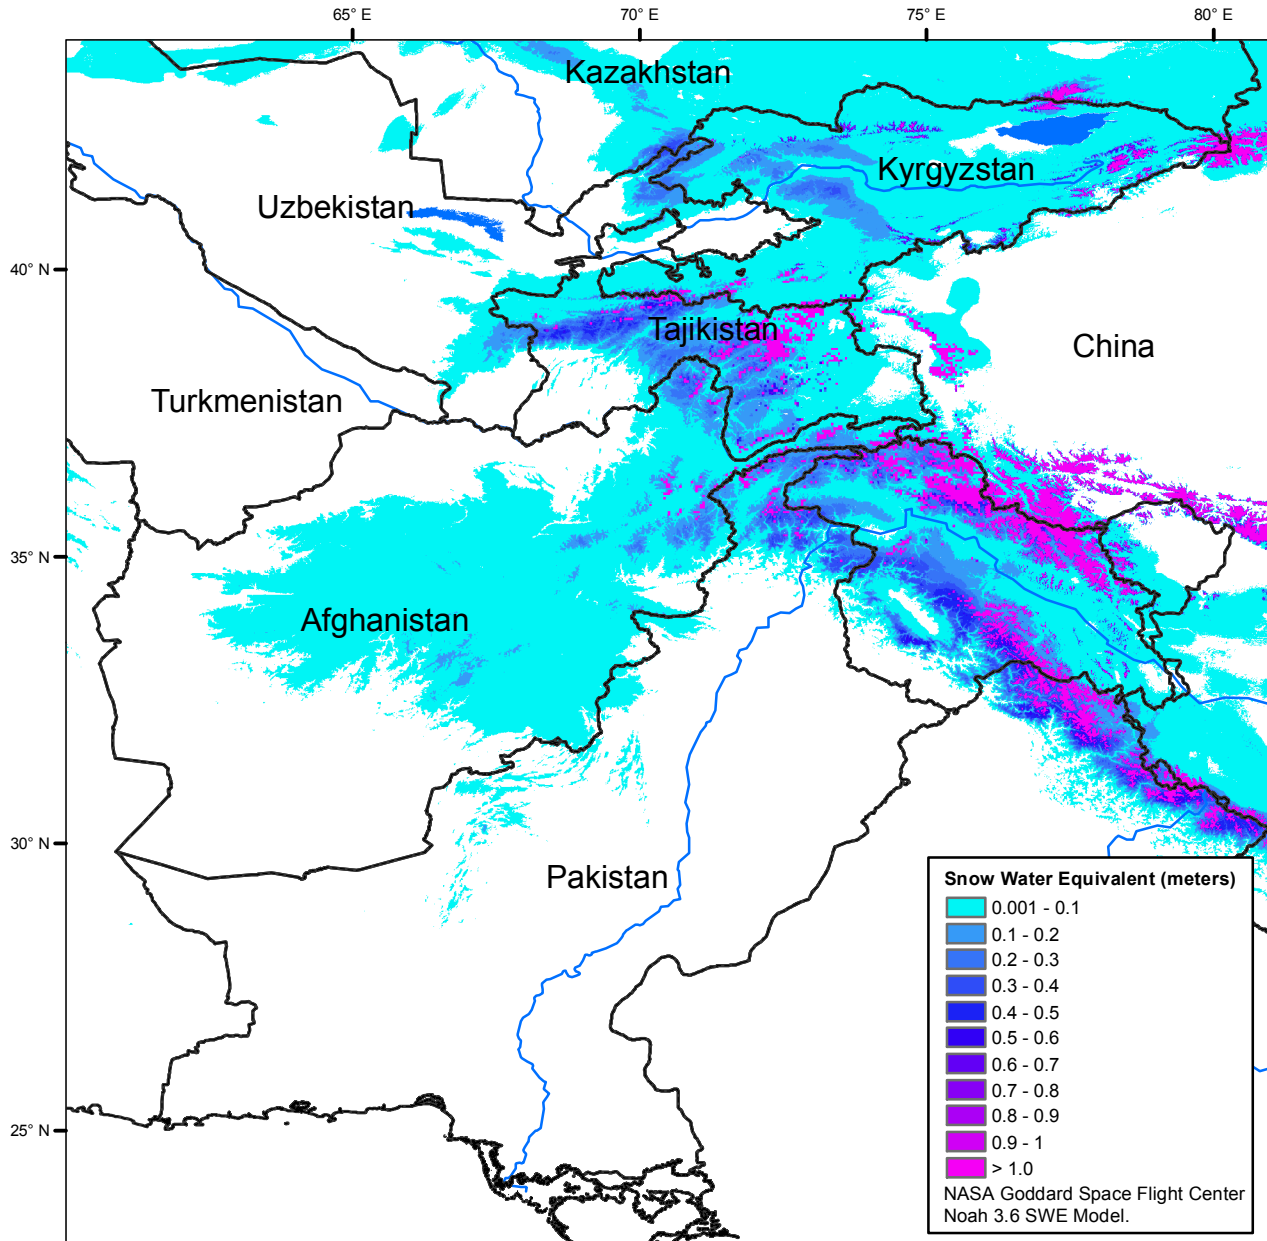 65° E
70° E
75° E
80° E
Kazakhstan
Kyrgyzstan
Uzbekistan
40° N
Tajikistan
China
Turkmenistan
35° N
Afghanistan
30° N
Pakistan
25° N
Snow Water Equivalent (meters)
0.001 - 0.1
0.1 - 0.2
0.2 - 0.3
0.3 - 0.4
0.4 - 0.5
0.5 - 0.6
0.6 - 0.7
0.7 - 0.8
0.8 - 0.9
0.9 - 1
> 1.0
NASA Goddard Space Flight Center
Noah 3.6 SWE Model.